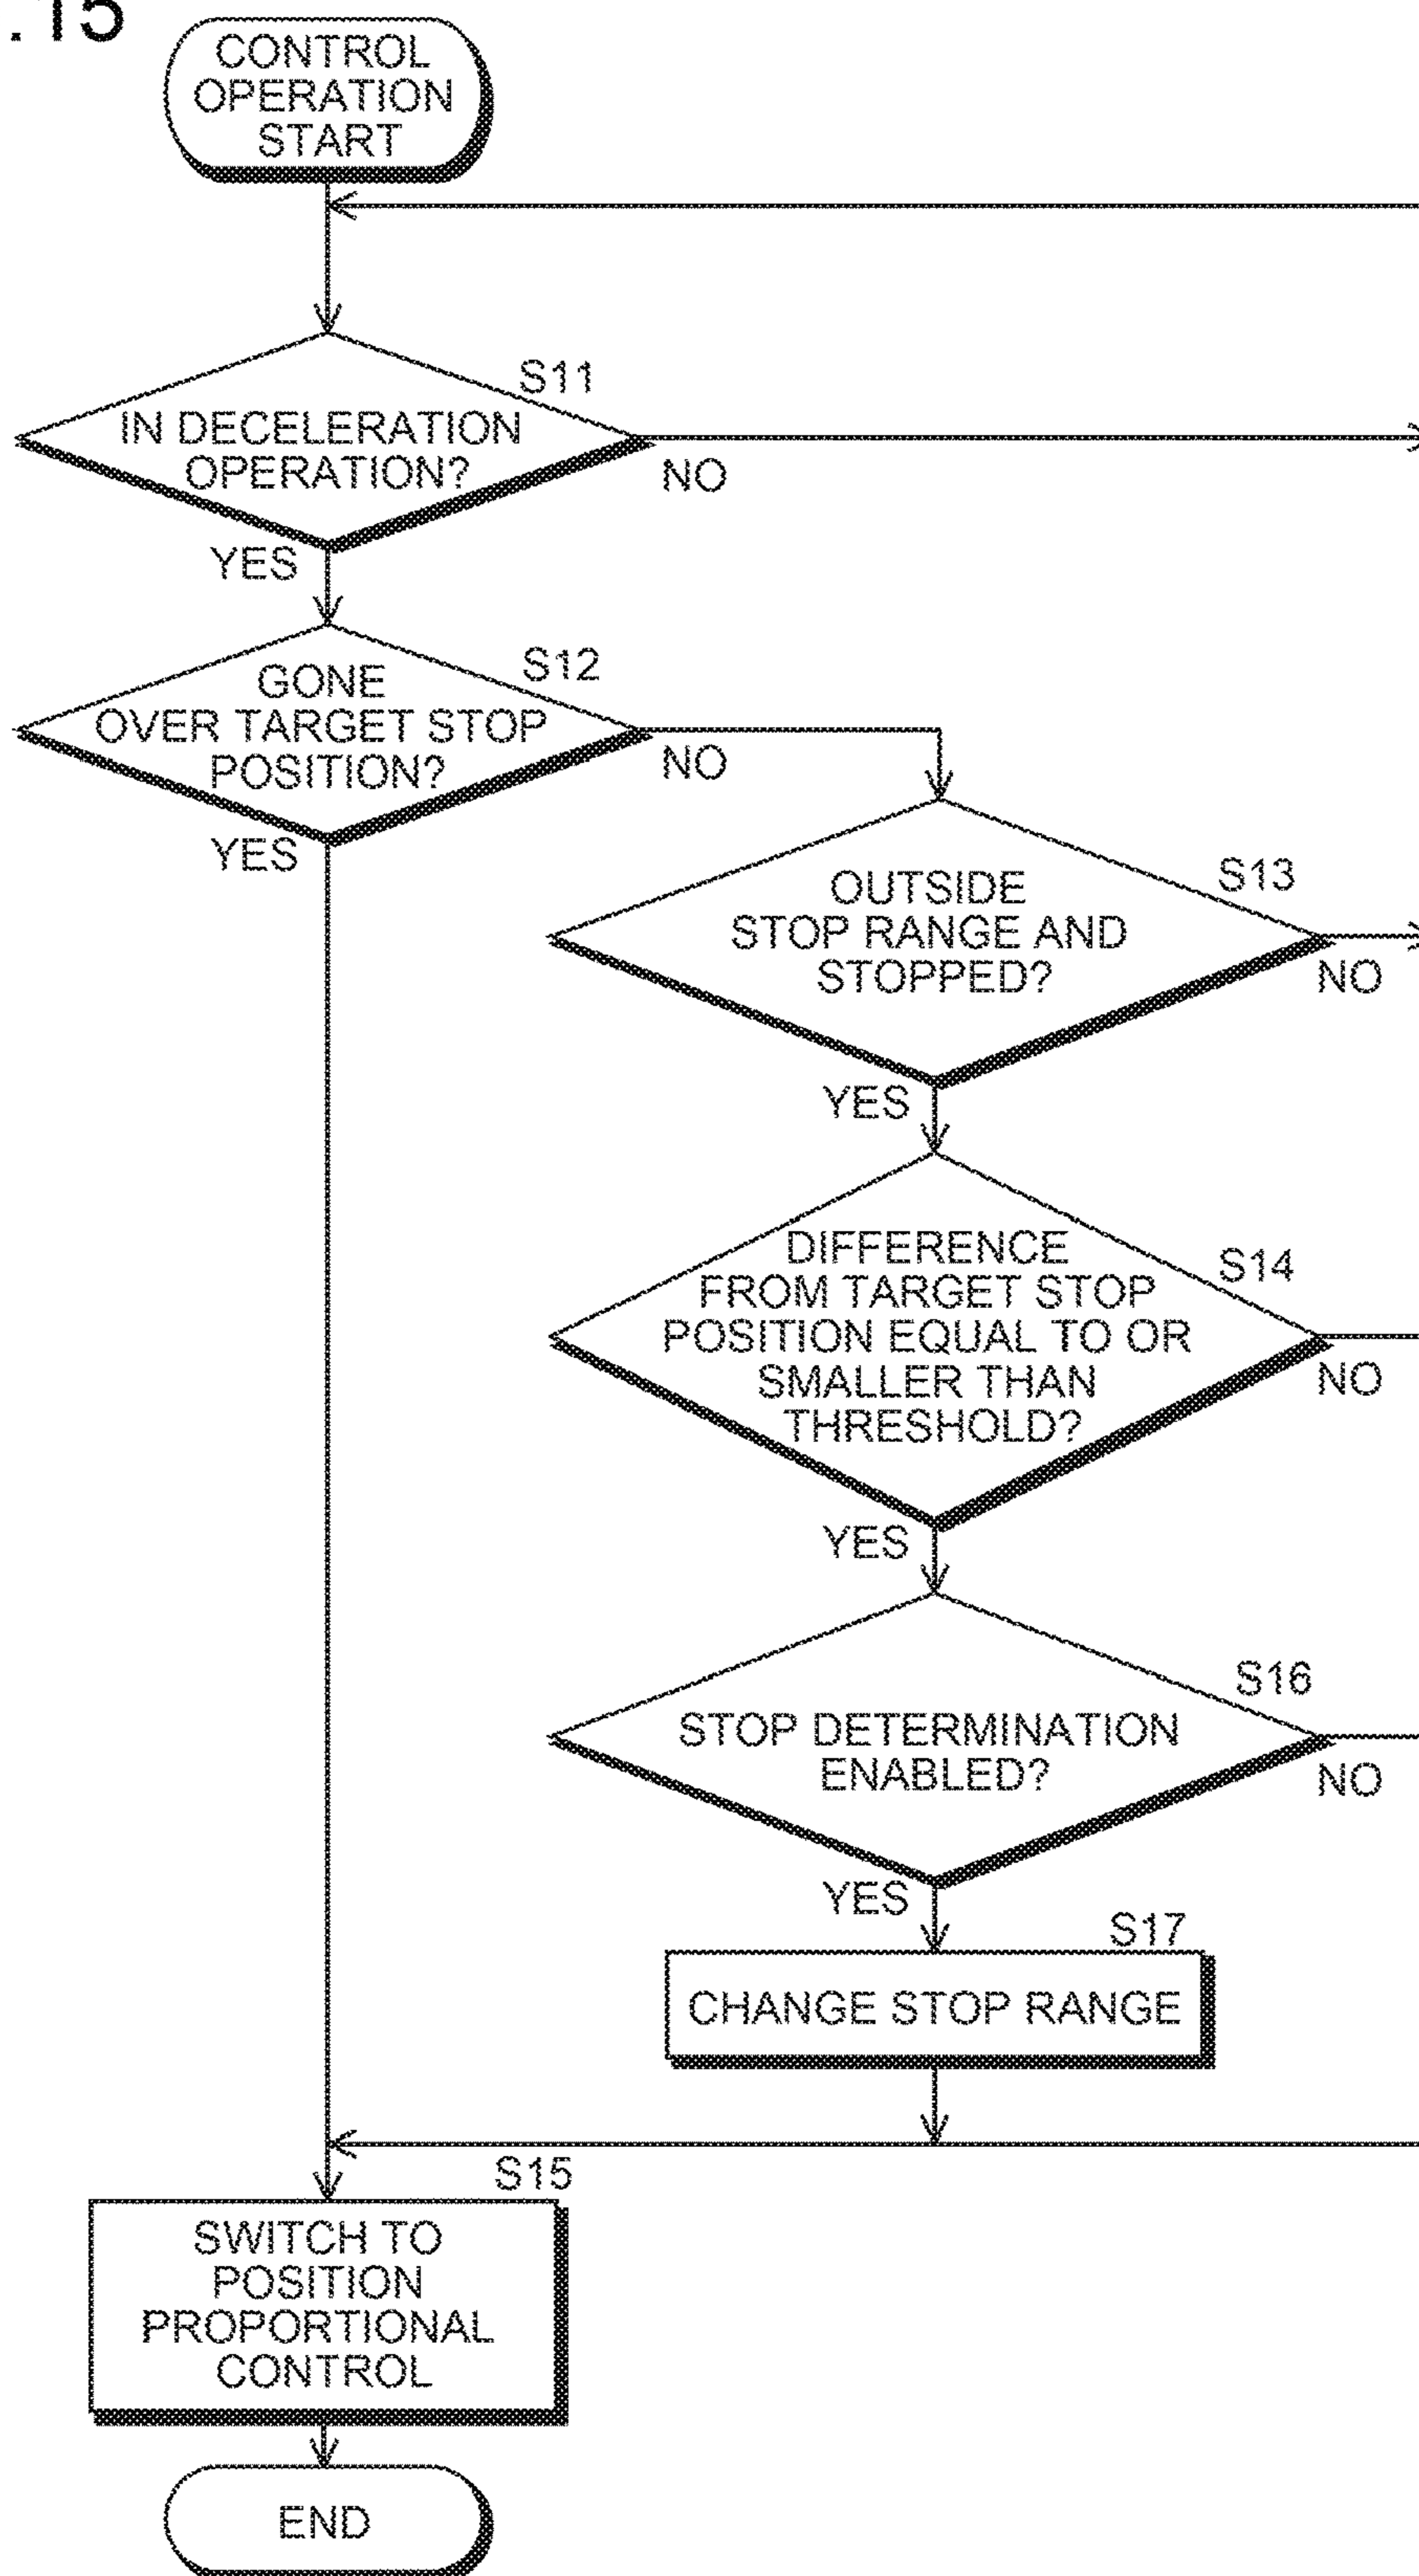 .15
CONTROL
OPERATION
START
S11
IN DECELERATION
OPERATION?
NO
YES
S12
GONE
OVER TARGET STOP
POSITION?
NO
YES
S13
OUTSIDE
STOP RANGE AND
STOPPED?
NO
YES
S14
DIFFERENCE
FROM TARGET STOP
POSITION EQUAL TO OR
SMALLER THAN
THRESHOLD?
NO
YES
S16
STOP DETERMINATION
ENABLED?
NO
YES
S17
CHANGE STOP RANGE
S15
SWITCH TO
POSITION
PROPORTIONAL
CONTROL
END